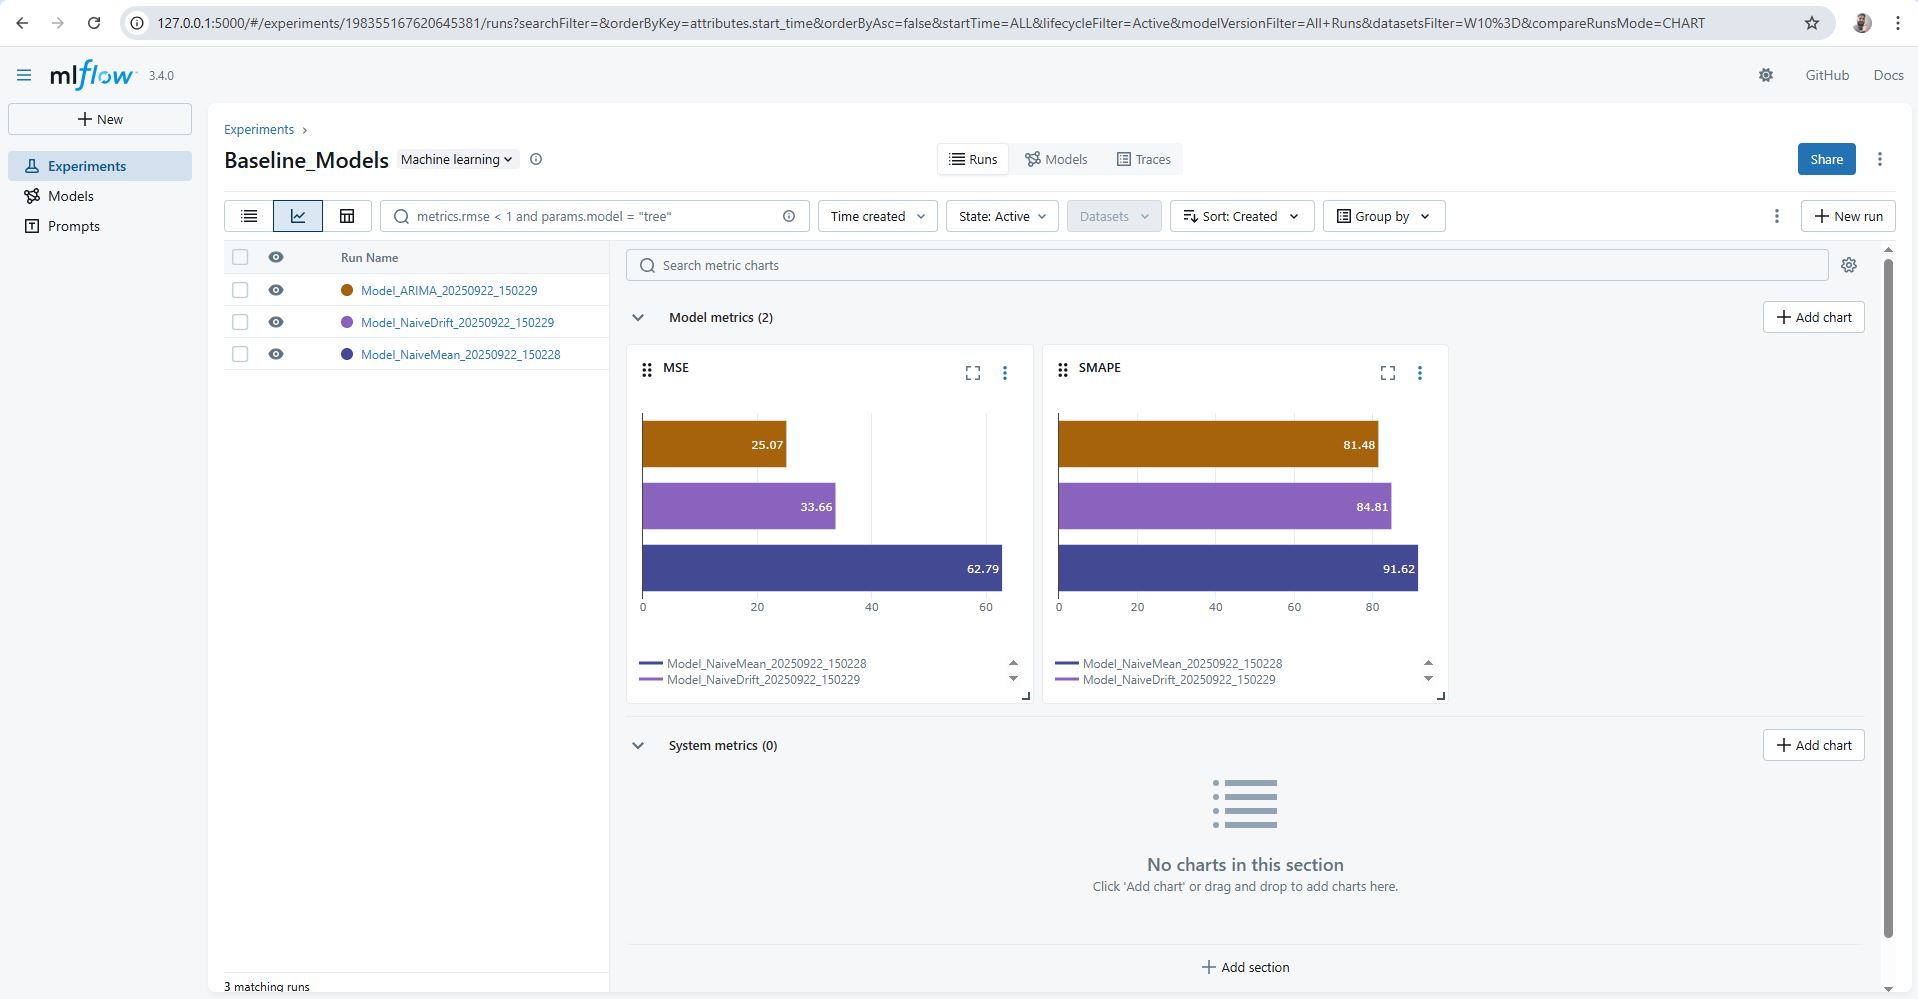 127.0.0.1:5000/#/experiments/198355167620645381/runs?searchFilter=&orderByKey=attributes.start_time&orderByAsc=false&startTime=ALL&lifecycleFilter=Active&modelVersionFilter=All+Runs&datasetsFilter=W10%3D&compareRunsMode=CHART
mlflow 3.4.0
GitHub
Docs
New
Experiments
Models
Prompts
Experiments ›
Baseline_Models Machine learning
Runs
Models
Traces
Share
metrics.rmse < 1 and params.model = "tree"
Time created
State: Active
Datasets
Sort: Created
Group by
New run
Run Name
Model_ARIMA_20250922_150229
Model_NaiveDrift_20250922_150229
Model_NaiveMean_20250922_150228
3 matching runs
Search metric charts
Model metrics (2)
Add chart
MSE
25.07
33.66
62.79
0 20 40 60
Model_NaiveMean_20250922_150228
Model_NaiveDrift_20250922_150229
SMAPE
81.48
84.81
91.62
0 20 40 60 80
Model_NaiveMean_20250922_150228
Model_NaiveDrift_20250922_150229
System metrics (0)
Add chart
No charts in this section
Click 'Add chart' or drag and drop to add charts here.
Add section